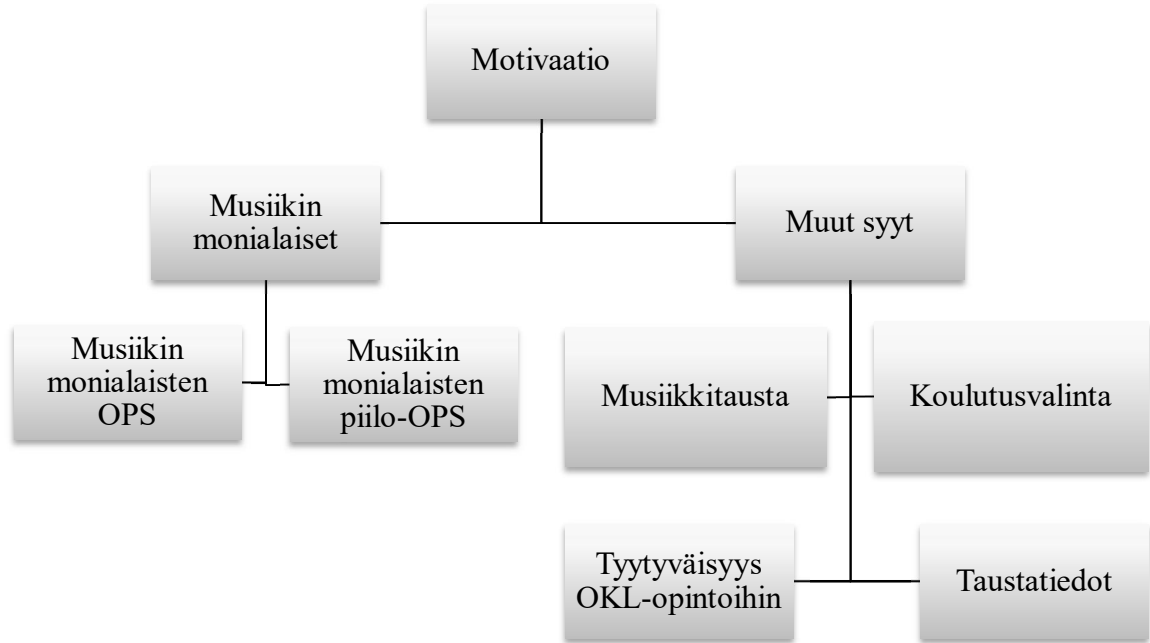 Motivaatio
Musiikin
monialaiset
Muut syyt
Musiikin
monialaisten
OPS
Musiikin
monialaisten
piilo-OPS
Musiikkitausta
Koulutusvalinta
Tyytyväisyys
OKL-opintoihin
Taustatiedot